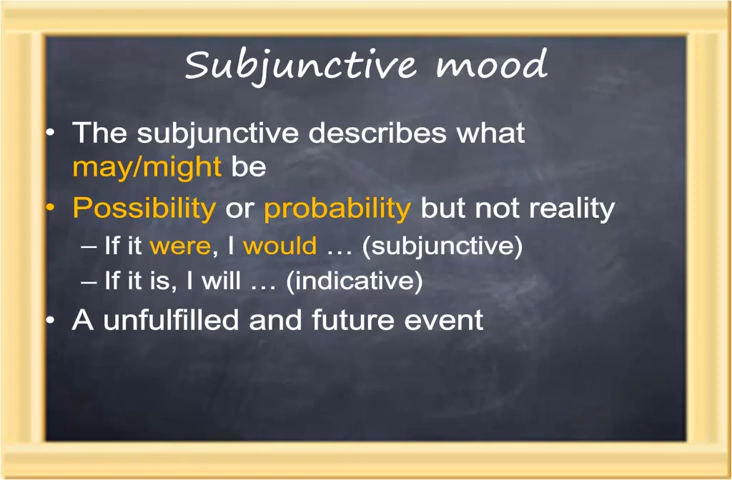 Subjunctive mood
• The subjunctive describes what
may/might be
• Possibility or probability but not reality
– If it were, I would … (subjunctive)
– If it is, I will … (indicative)
• A unfulfilled and future event